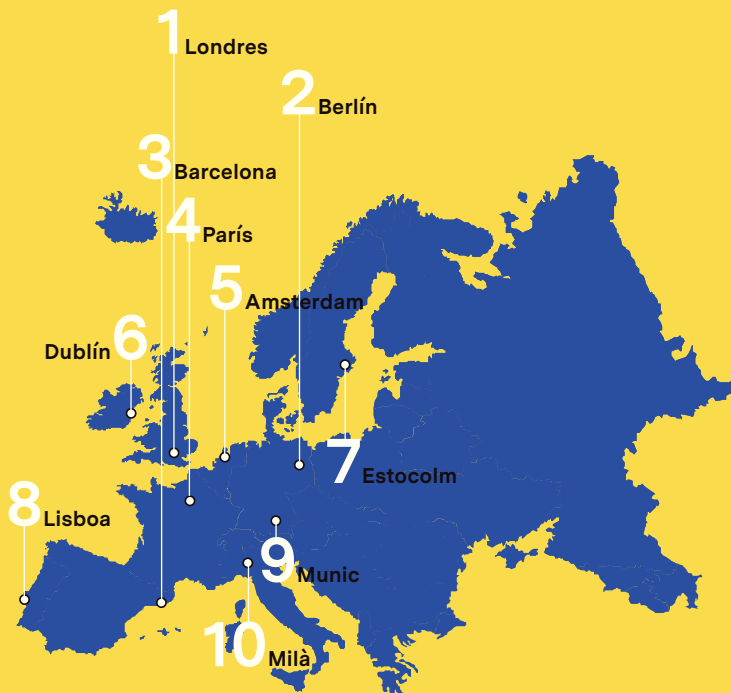 1 Londres
2 Berlín
3 Barcelona
4 París
5 Amsterdam
Dublín 6
7 Estocolm
8 Lisboa
9 Munic
10 Milà